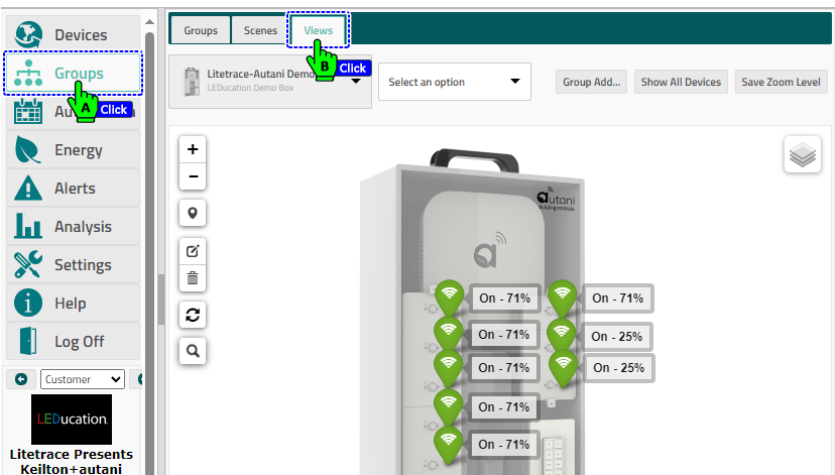 Devices
Groups
A Click
Energy
Alerts
Analysis
Settings
Help
Log Off
Customer
LEDucation
Litetrace Presents
Keilton+autani
Groups Scenes Views
B Click
Litetrace-Autani Demo
LEDucation Demo Box
Select an option
Group Add... Show All Devices Save Zoom Level
autani
On - 71% On - 71%
On - 71% On - 25%
On - 71% On - 25%
On - 71%
On - 71%